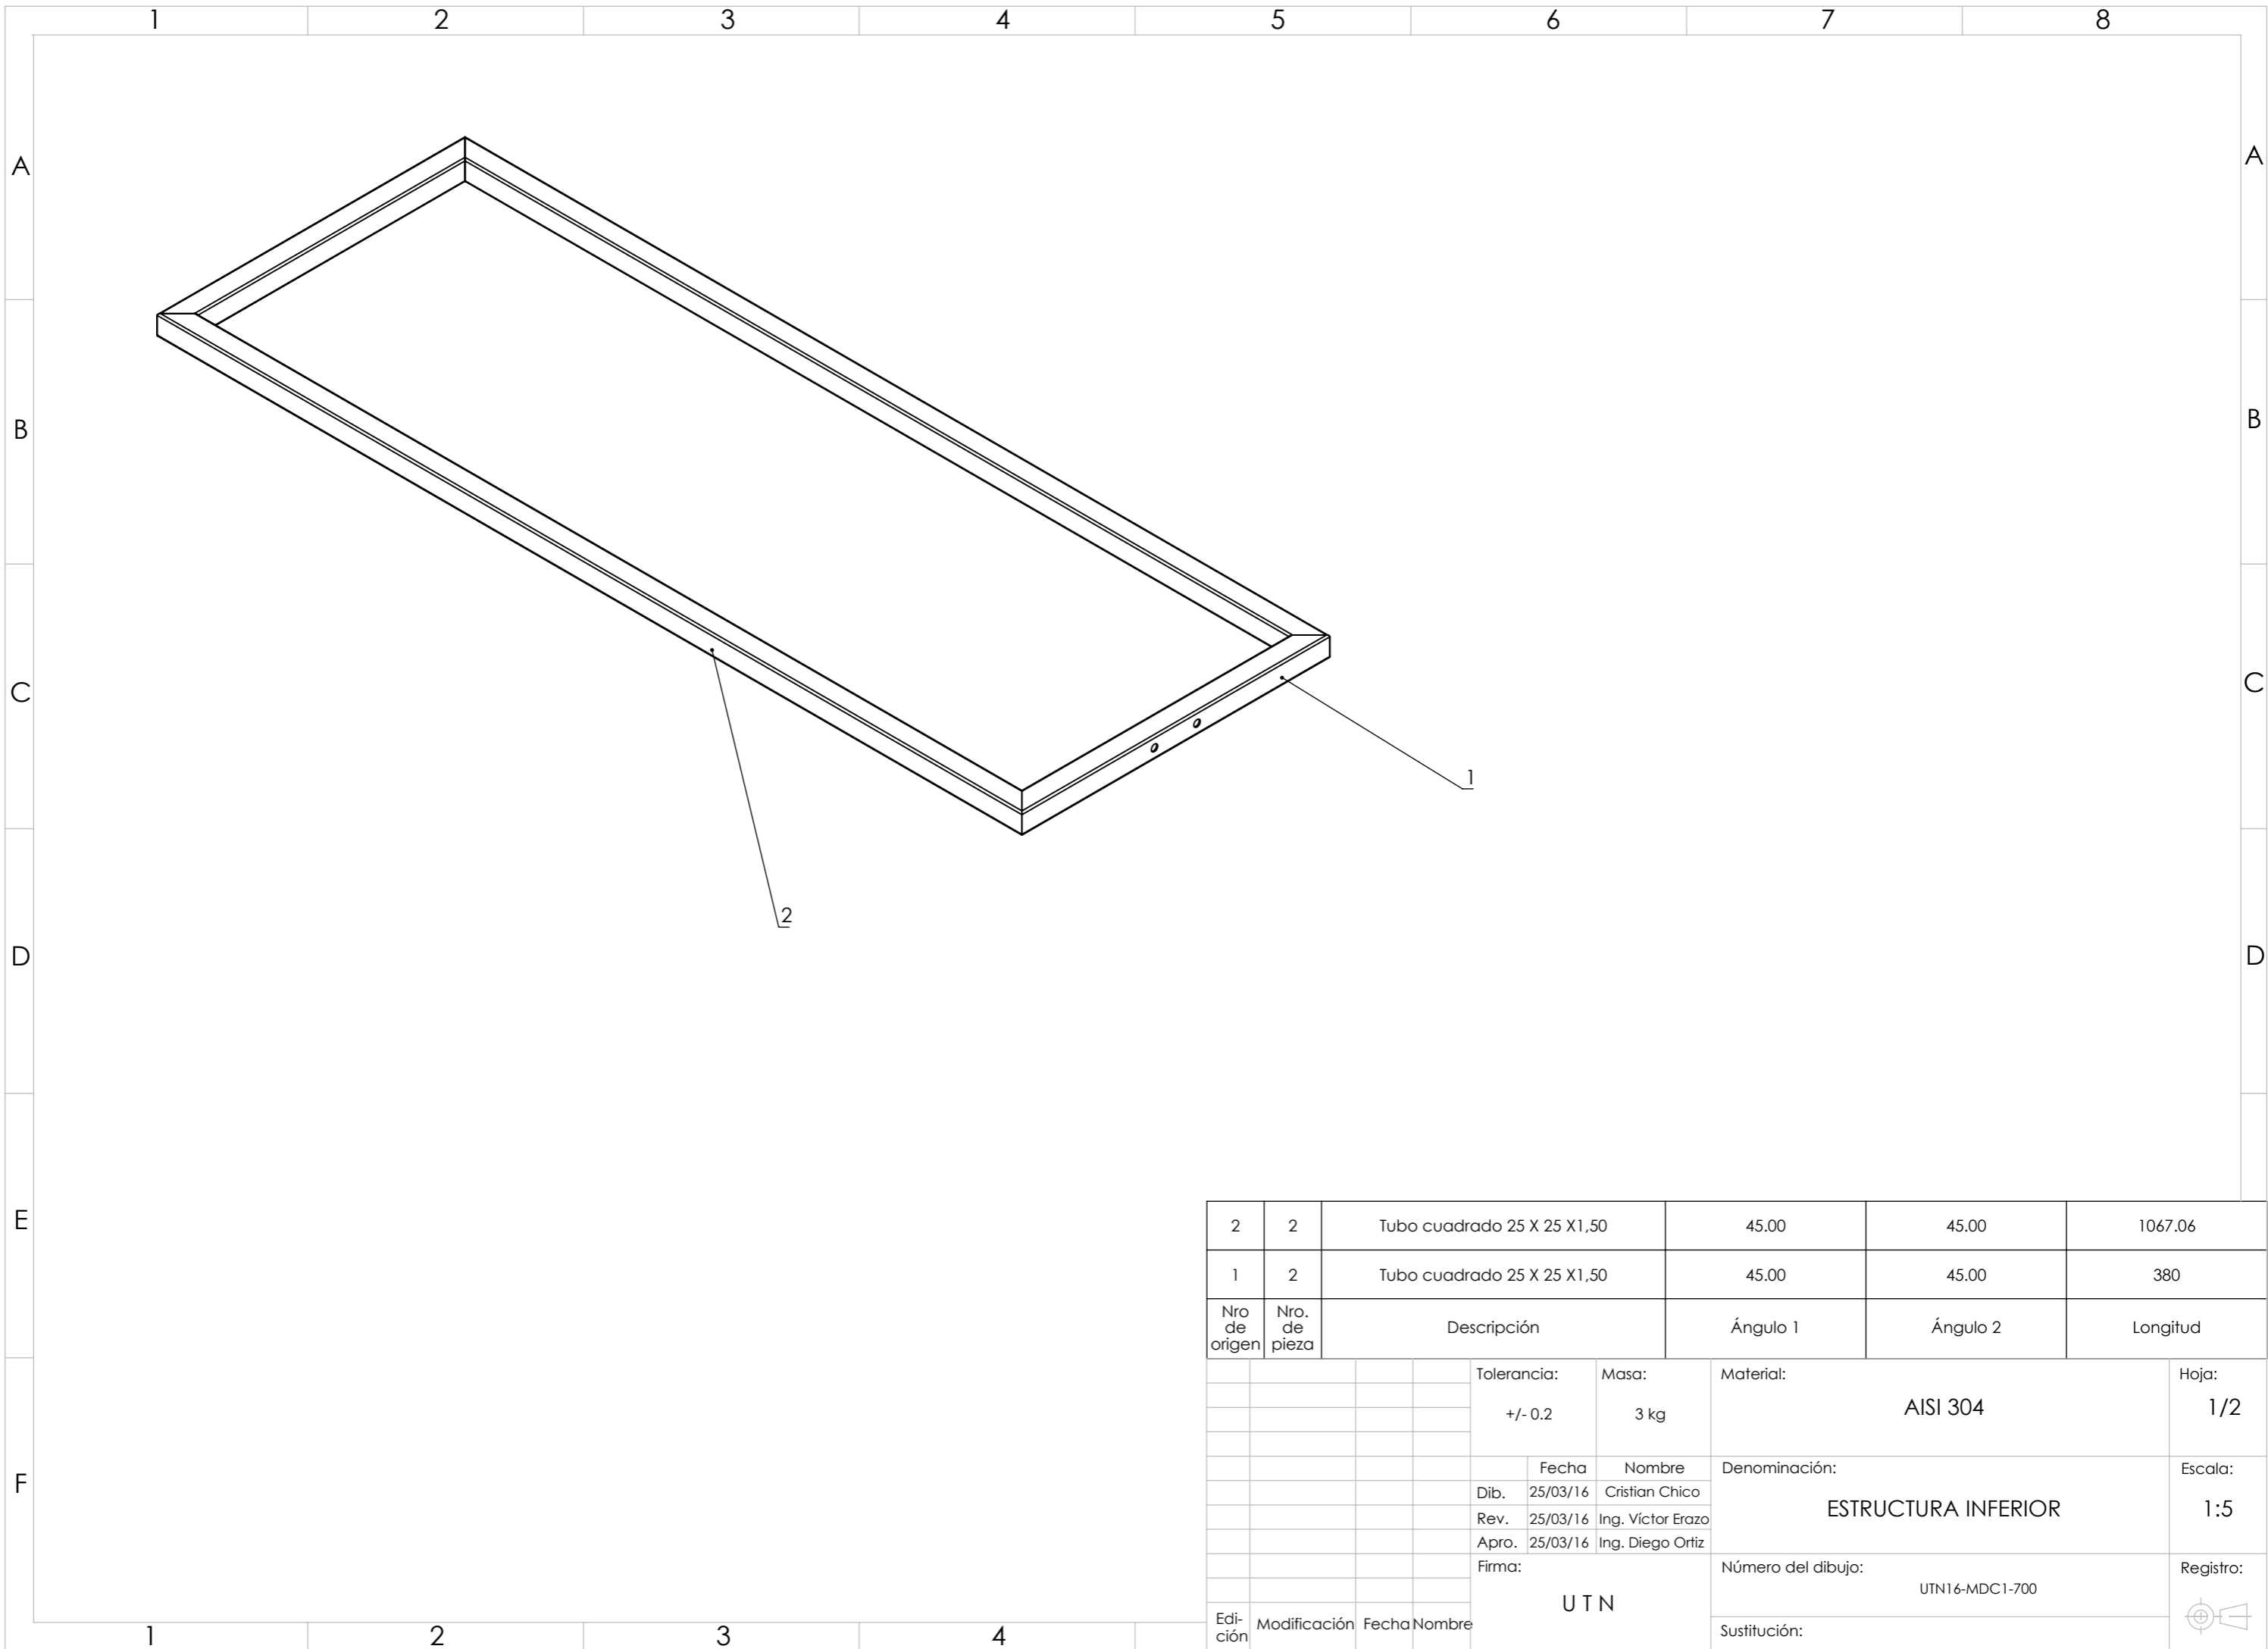 1 2 3 4 5 6 7 8
A A
B B
C C
1
2
D D
E
F
2 2 Tubo cuadrado 25 X 25 X1,50 45.00 45.00 1067.06
1 2 Tubo cuadrado 25 X 25 X1,50 45.00 45.00 380
Nro de origen Nro. de pieza Descripción Ángulo 1 Ángulo 2 Longitud
Tolerancia: Masa: Material: Hoja:
+/- 0.2 3 kg AISI 304 1/2
Fecha Nombre Denominación: Escala:
Dib. 25/03/16 Cristian Chico
Rev. 25/03/16 Ing. Víctor Erazo
Apro. 25/03/16 Ing. Diego Ortiz
ESTRUCTURA INFERIOR 1:5
Firma: Número del dibujo: Registro:
U T N UTN16-MDC1-700
Edi-
ción Modificación Fecha Nombre
Sustitución:
1 2 3 4